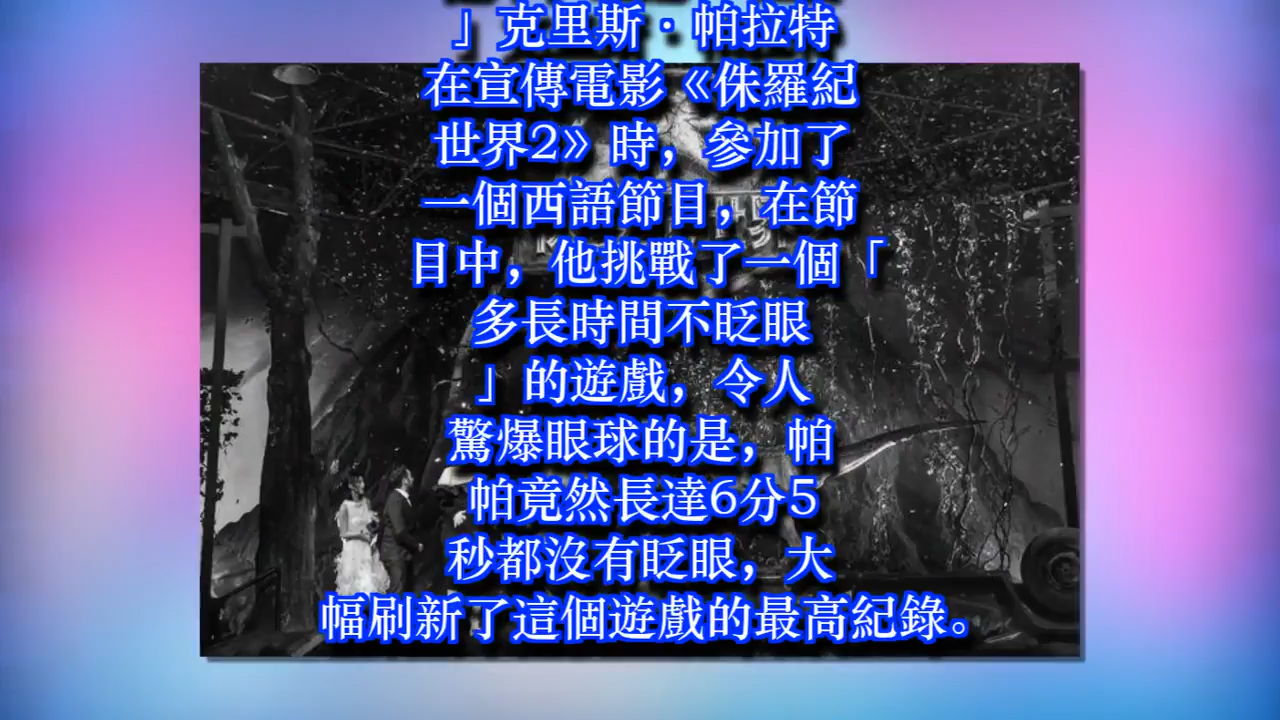 」克里斯·帕拉特
在宣傳電影《侏羅紀
世界2》時，參加了
一個西語節目，在節
目中，他挑戰了一個「
多長時間不眨眼
」的遊戲，令人
驚爆眼球的是，帕
帕竟然長達6分5
秒都沒有眨眼，大
幅刷新了這個遊戲的最高紀錄。